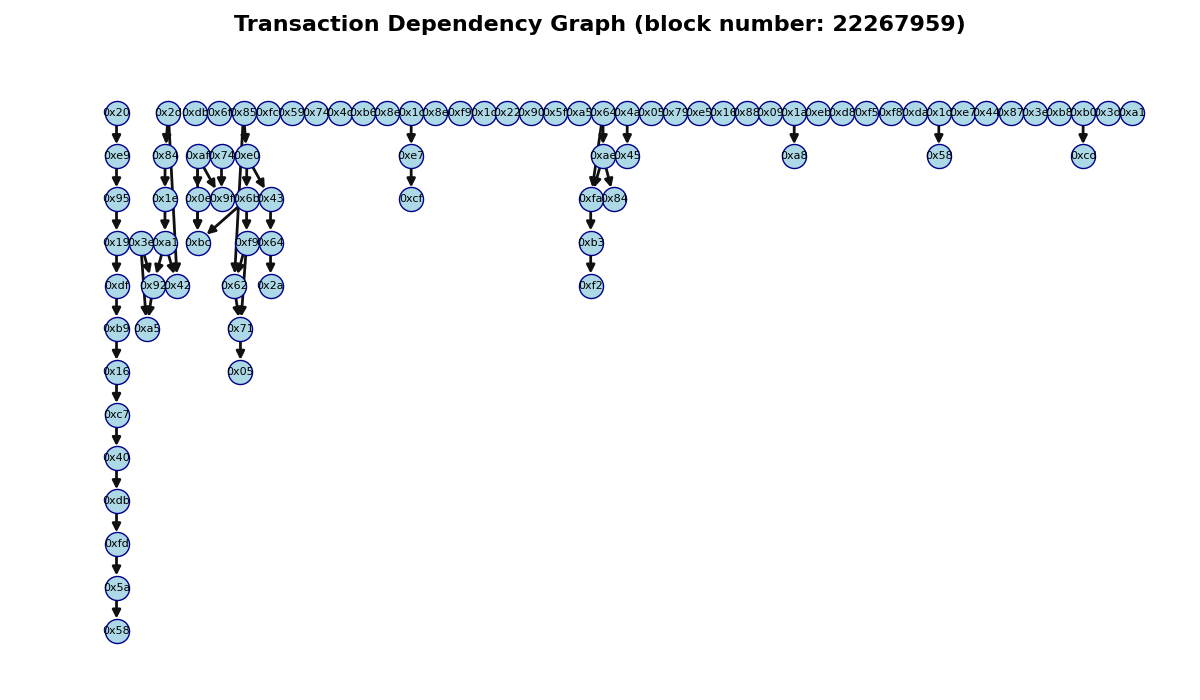 Transaction Dependency Graph (block number: 22267959)
0x20 0x2c 0xdb 0x6f 0x85 0xfc 0x59 0x74 0x4c 0xb6 0x8e 0x1c 0x8e 0xf9 0x1c 0x22 0x90 0x5f 0xa5 0x64 0x4a 0x05 0x79 0xe5 0x16 0x88 0x09 0x1a 0xeb 0xd8 0xf5 0xf8 0xda 0x1c 0xe7 0x44 0x87 0x3e 0xb8 0xb0 0x3c 0xa1
0xe9 0x84 0xaf 0x74 0xe0 0xe7 0xae 0x45 0xa8 0x58 0xcd
0x95 0x1e 0x0e 0x9f 0x6b 0x43 0xcf 0xfa 0x84
0x19 0x3e 0xa1 0xbc 0xf9 0x64 0xb3
0xdf 0x92 0x42 0x62 0x2a 0xf2
0xb9 0xa5 0x71
0x16 0x05
0xc7
0x40
0xdb
0xfd
0x5a
0x58